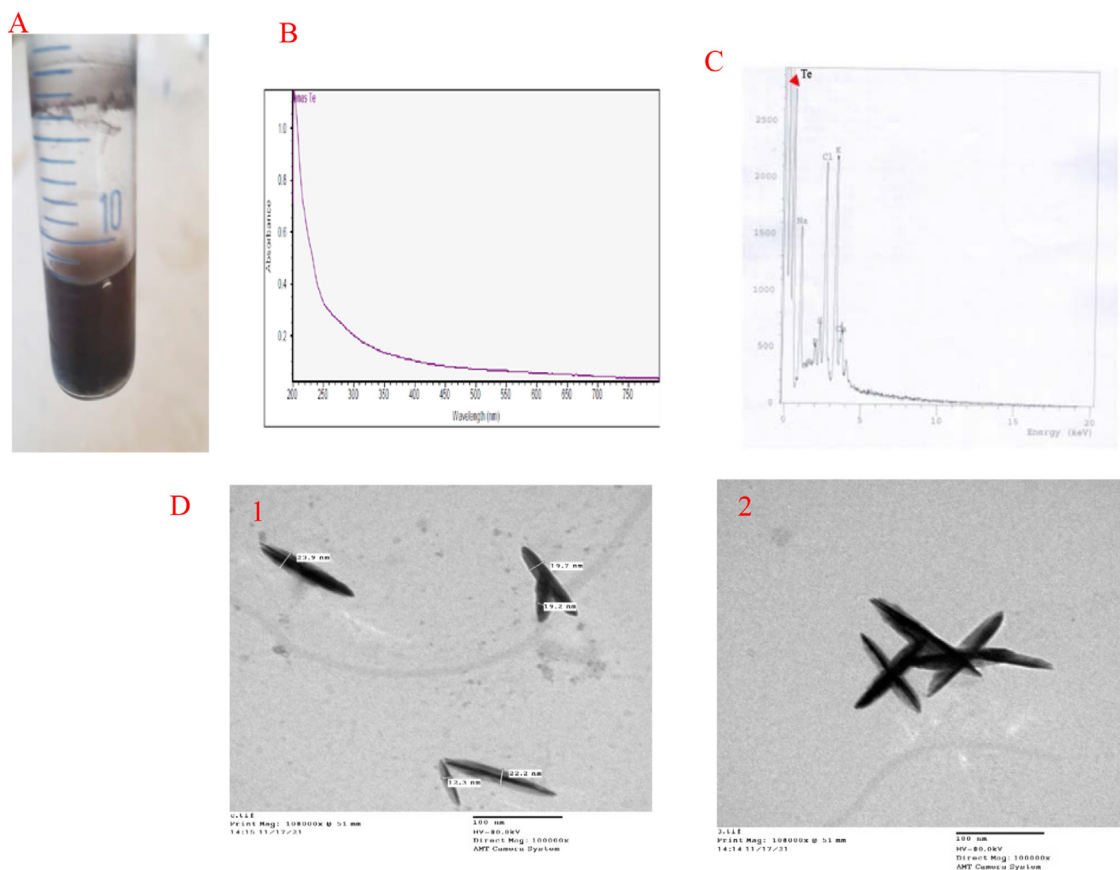 A
10
B
enas Te
Absorbance
1.0
0.8
0.6
0.4
0.2
200 250 300 350 400 450 500 550 600 650 700 750
Wavelength (nm)
C
Te
2500
2000
1500
1000
500
0
Cl
K
Na
0 5 10 15 20
Energy (keV)
D
1
23.9 nm
19.7 nm
19.2 nm
12.3 nm
22.2 nm
Print Mag: 108000x @ 51 mm
14:15 11/17/21
100 nm
HV=80.0kV
Direct Mag: 100000x
AMT Camera System
2
3.tif
Print Mag: 108000x @ 51 mm
14:14 11/17/21
100 nm
HV=80.0kV
Direct Mag: 100000x
AMT Camera System